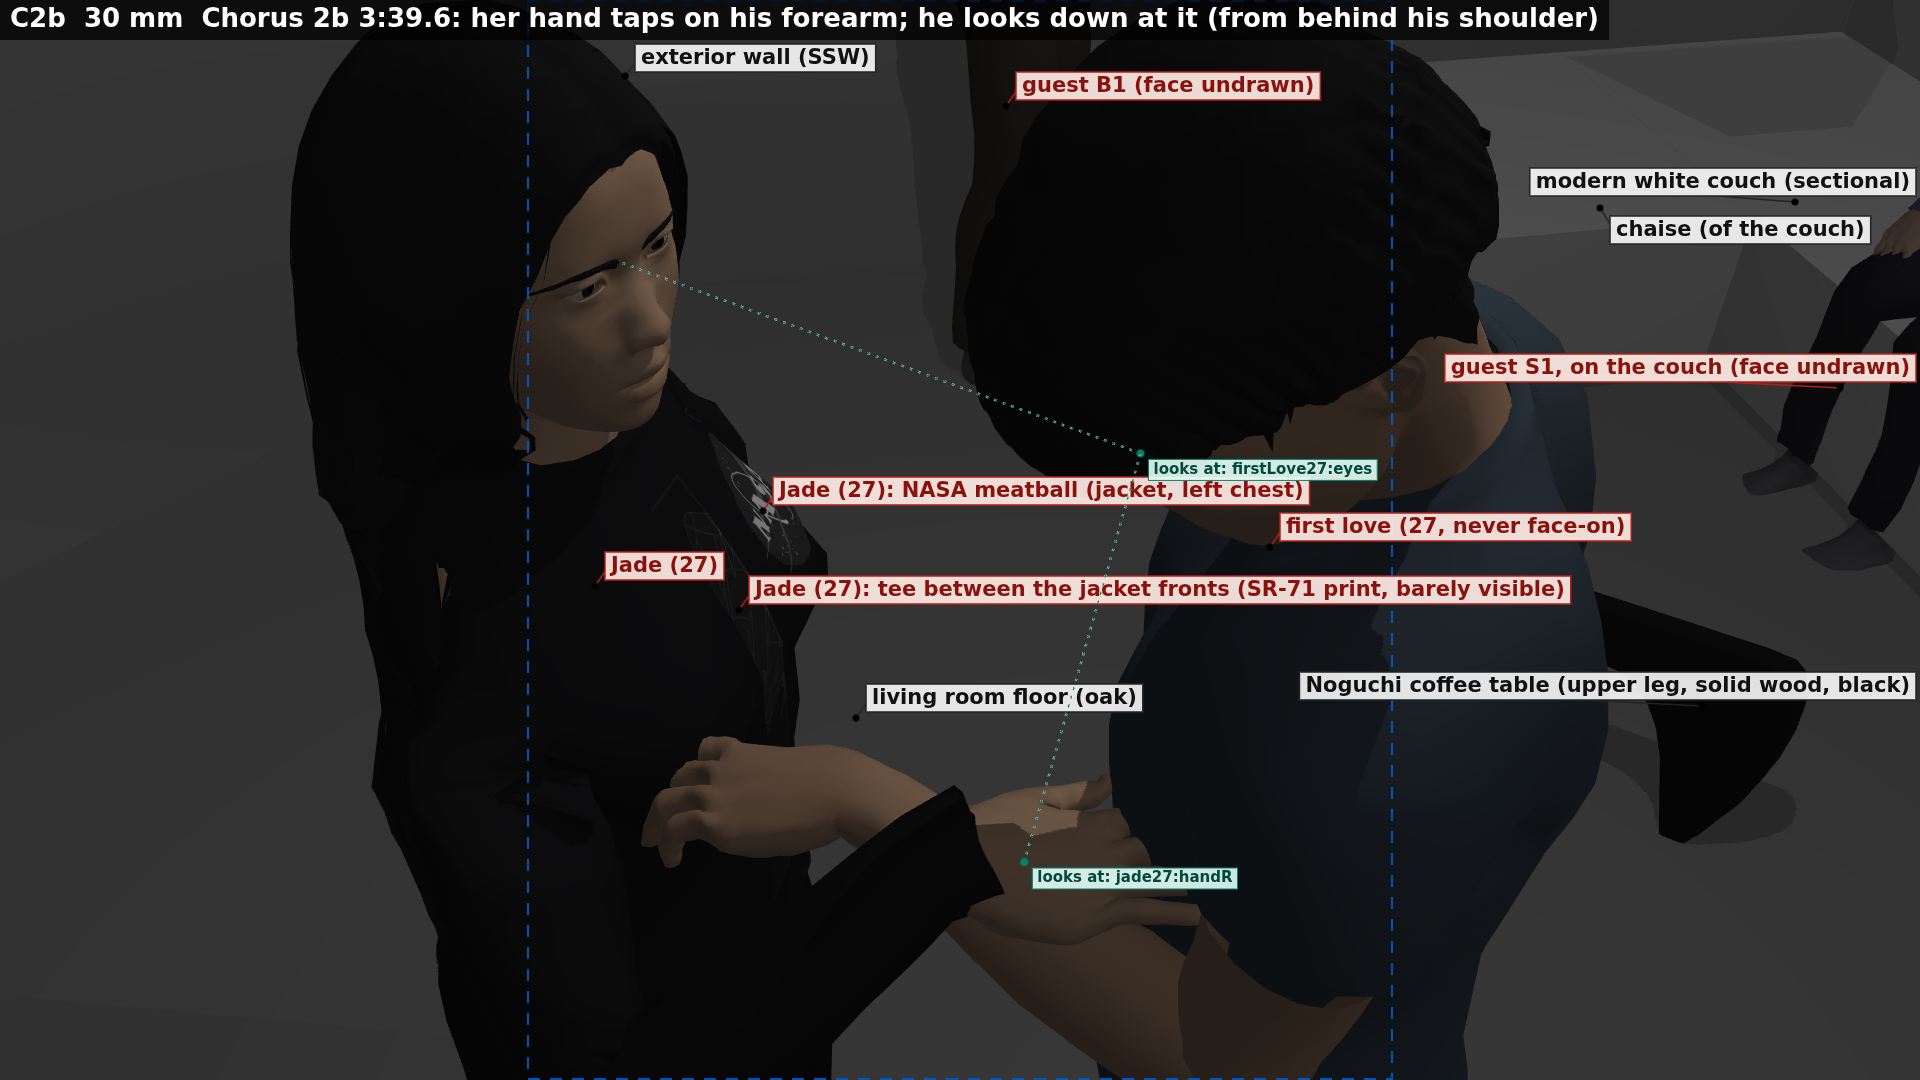 C2b 30 mm Chorus 2b 3:39.6: her hand taps on his forearm; he looks down at it (from behind his shoulder)
exterior wall (SSW)
guest B1 (face undrawn)
modern white couch (sectional)
chaise (of the couch)
guest S1, on the couch (face undrawn)
looks at: firstLove27:eyes
Jade (27): NASA meatball (jacket, left chest)
first love (27, never face-on)
Jade (27)
Jade (27): tee between the jacket fronts (SR-71 print, barely visible)
Noguchi coffee table (upper leg, solid wood, black)
living room floor (oak)
looks at: jade27:handR